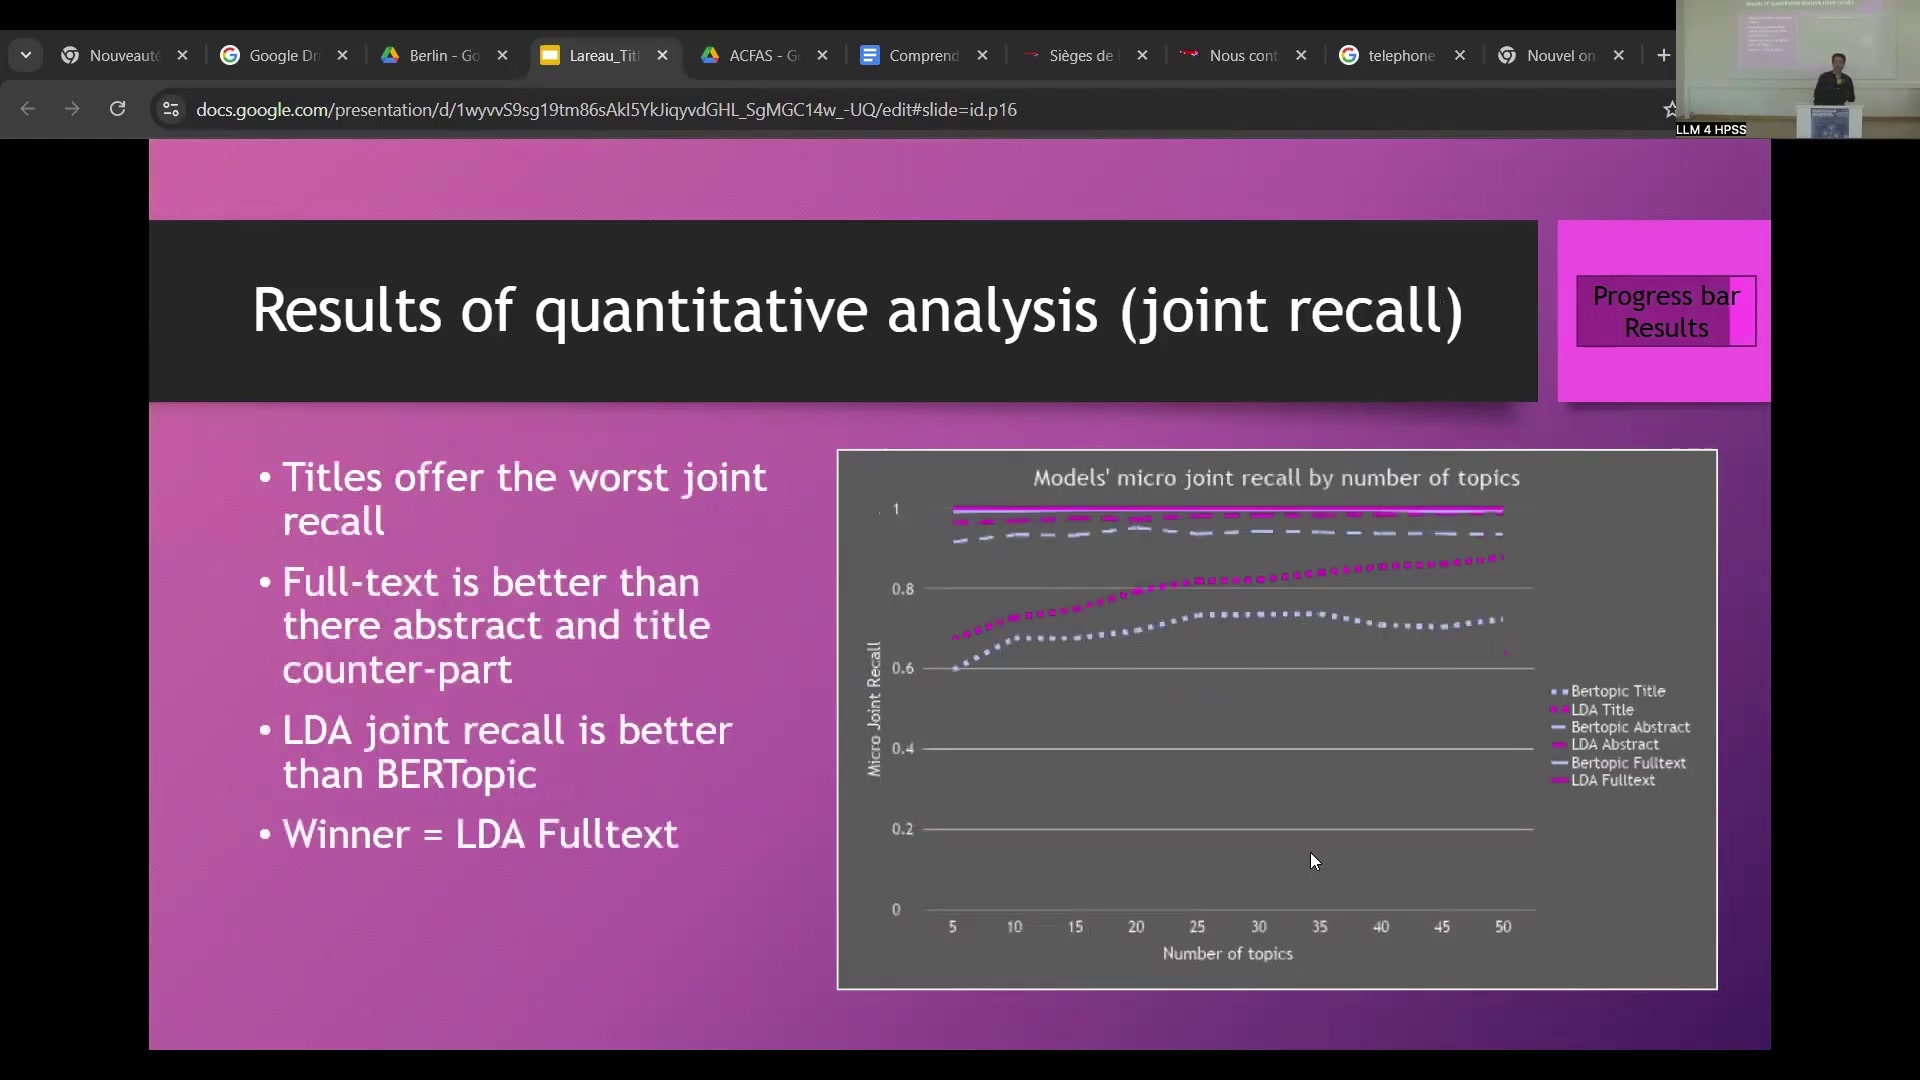 Nouveauté
Google Dri
Berlin - Go
Lareau_Titl
ACFAS - G
Comprend
Sièges de
Nous cont
telephone
Nouvel on
docs.google.com/presentation/d/1wyvvS9sg19tm86sAkI5YkJiqyvdGHL_SgMGC14w_-UQ/edit#slide=id.p16
LLM 4 HPSS
Results of quantitative analysis (joint recall)
Progress bar
Results
• Titles offer the worst joint
recall
• Full-text is better than
there abstract and title
counter-part
• LDA joint recall is better
than BERTopic
• Winner = LDA Fulltext
Models' micro joint recall by number of topics
Micro Joint Recall
1
0.8
0.6
0.4
0.2
0
5 10 15 20 25 30 35 40 45 50
Number of topics
Bertopic Title
LDA Title
Bertopic Abstract
LDA Abstract
Bertopic Fulltext
LDA Fulltext